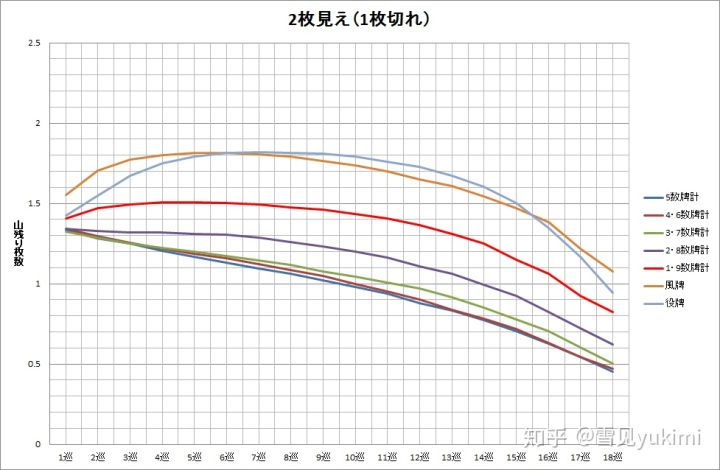 2枚見え(1枚切れ)
2.5
2
1.5
1
0.5
0
山残り枚数
1巡 2巡 3巡 4巡 5巡 6巡 7巡 8巡 9巡 10巡 11巡 12巡 13巡 14巡 15巡 16巡 17巡 18巡
5数牌計
4・6数牌計
3・7数牌計
2・8数牌計
1・9数牌計
風牌
役牌
知乎 @雪见yukimi